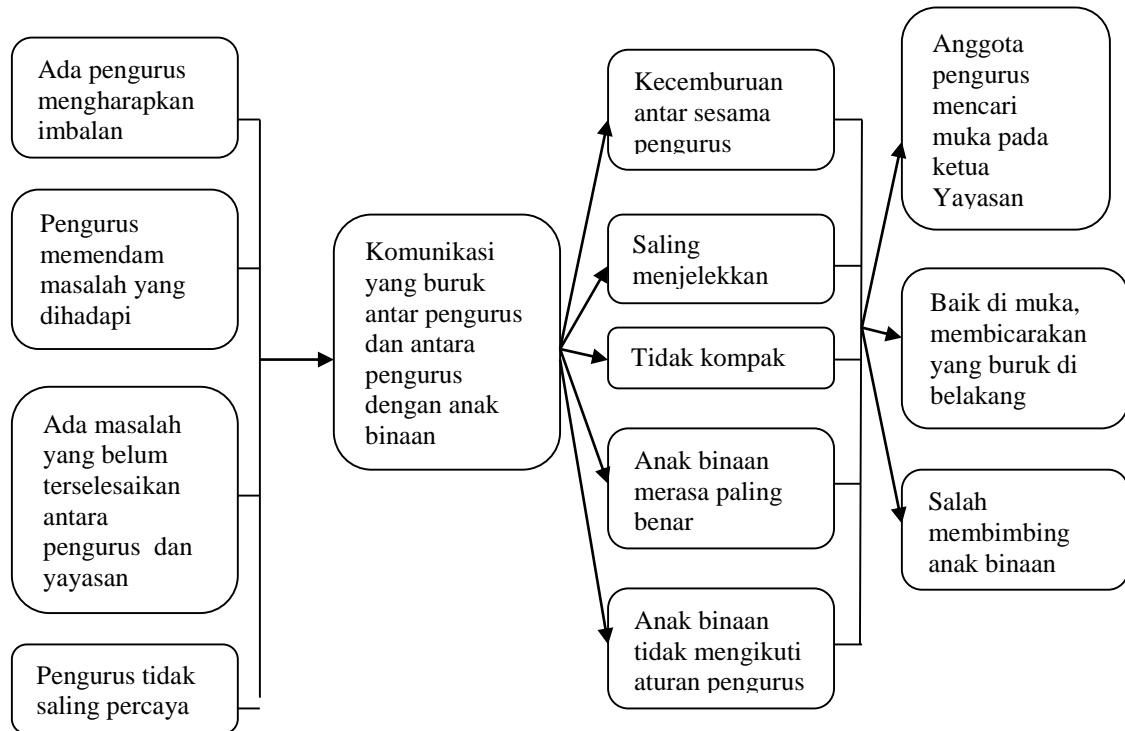 Ada pengurus
mengharapkan
imbalan
Pengurus
memendam
masalah yang
dihadapi
Ada masalah
yang belum
terselesaikan
antara
pengurus dan
yayasan
Pengurus tidak
saling percaya
Komunikasi
yang buruk
antar pengurus
dan antara
pengurus
dengan anak
binaan
Kecemburuan
antar sesama
pengurus
Saling
menjelekkan
Tidak kompak
Anak binaan
merasa paling
benar
Anak binaan
tidak mengikuti
aturan pengurus
Anggota
pengurus
mencari
muka pada
ketua
Yayasan
Baik di muka,
membicarakan
yang buruk di
belakang
Salah
membimbing
anak binaan